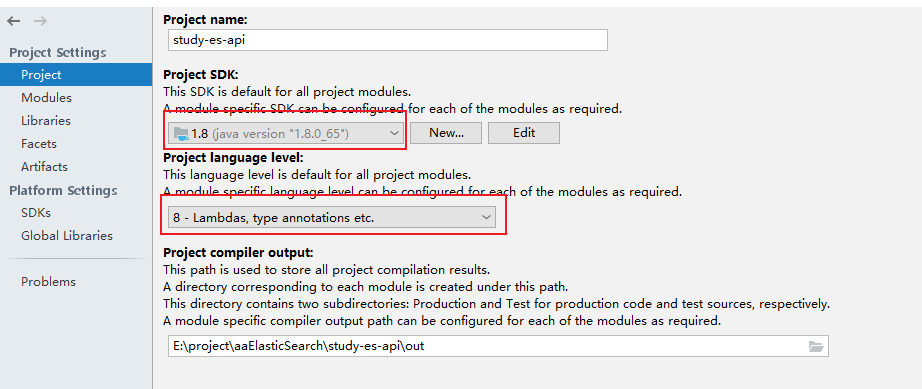 Project name:
study-es-api
Project Settings
Project
Modules
Libraries
Facets
Artifacts
Platform Settings
SDKs
Global Libraries
Problems
Project SDK:
This SDK is default for all project modules.
A module specific SDK can be configured for each of the modules as required.
1.8 (java version "1.8.0_65")
New...
Edit
Project language level:
This language level is default for all project modules.
A module specific language level can be configured for each of the modules as required.
8 - Lambdas, type annotations etc.
Project compiler output:
This path is used to store all project compilation results.
A directory corresponding to each module is created under this path.
This directory contains two subdirectories: Production and Test for production code and test sources, respectively.
A module specific compiler output path can be configured for each of the modules as required.
E:\project\aaElasticSearch\study-es-api\out